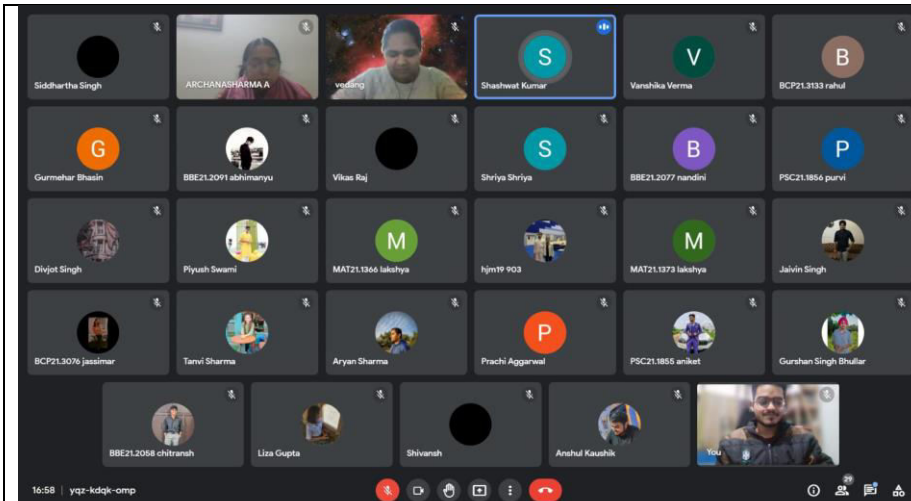 Siddhartha Singh
ARCHANASHARMA A
vedang
S
Shashwat Kumar
V
Vanshika Verma
B
BCP21.3133 rahul
G
Gurmehar Bhasin
BBE21.2091 abhimanyu
Vikas Raj
S
Shriya Shriya
B
BBE21.2077 nandini
P
PSC21.1856 purvi
Divjot Singh
Piyush Swami
M
MAT21.1366 lakshya
hjm19 903
M
MAT21.1373 lakshya
Jaivin Singh
BCP21.3076 jassimar
Tanvi Sharma
Aryan Sharma
P
Prachi Aggarwal
PSC21.1855 aniket
Gurshan Singh Bhullar
BBE21.2058 chitransh
Liza Gupta
Shivansh
Anshul Kaushik
You
16:58 | yqz-kdqk-omp
29